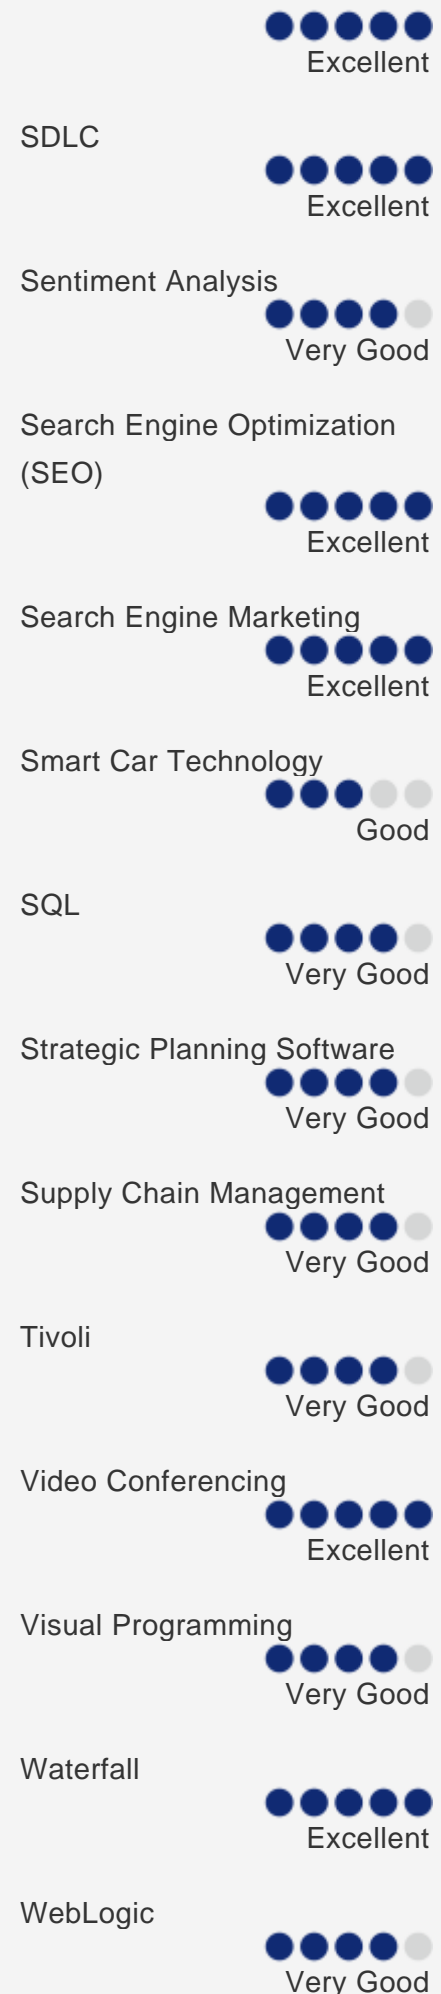 Excellent
SDLC
Excellent
Sentiment Analysis
Very Good
Search Engine Optimization
(SEO)
Excellent
Search Engine Marketing
Excellent
Smart Car Technology
Good
SQL
Very Good
Strategic Planning Software
Very Good
Supply Chain Management
Very Good
Tivoli
Very Good
Video Conferencing
Excellent
Visual Programming
Very Good
Waterfall
Excellent
WebLogic
Very Good